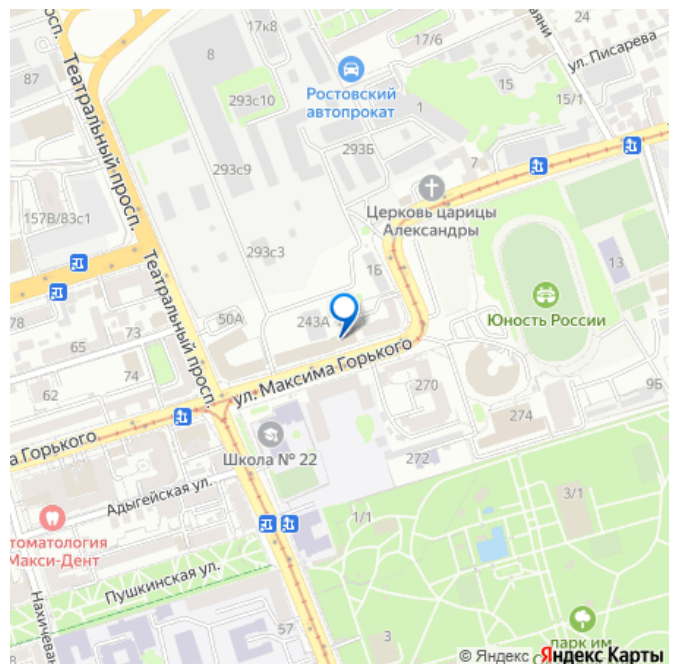 17к8
24
17/6
ул. Писарева
8
87
Ростовский
автопрокат
293с10
15
15/1
1
Театральный просп.
293Б
7
293с9
Церковь царицы
Александры
157В/83с1
293с3
13
1Б
Юность России
78
50А
243А
Театральный просп.
73
65
74
ул. Максима Горького
62
270
9Б
274
Горького
Школа № 22
272
Адыгейская ул.
3/1
1/1
Макси-Дент
Пушкинская ул.
57
3
парк им.
© Яндекс
Яндекс Карты